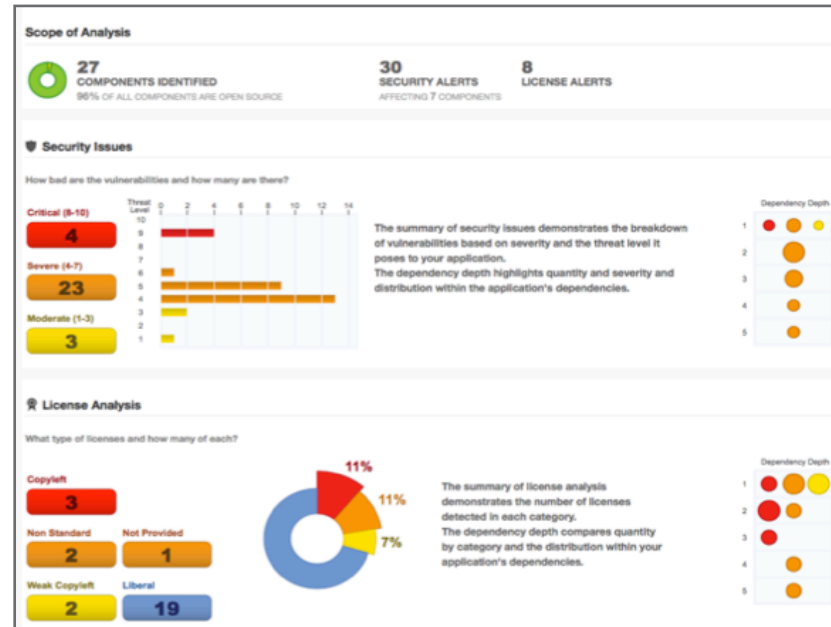 Scope of Analysis
27
COMPONENTS IDENTIFIED
96% OF ALL COMPONENTS ARE OPEN SOURCE
30
SECURITY ALERTS
AFFECTING 7 COMPONENTS
8
LICENSE ALERTS
Security Issues
How bad are the vulnerabilities and how many are there?
Critical (8-10)
4
Severe (4-7)
23
Moderate (1-3)
3
Threat
Level
0 2 4 6 8 10 12 14
10
9
8
7
6
5
4
3
2
1
The summary of security issues demonstrates the breakdown
of vulnerabilities based on severity and the threat level it
poses to your application.
The dependency depth highlights quantity and severity and
distribution within the application's dependencies.
Dependency Depth
1
2
3
4
5
License Analysis
What type of licenses and how many of each?
Copyleft
3
Non Standard
2
Not Provided
1
Weak Copyleft
2
Liberal
19
11%
11%
7%
The summary of license analysis
demonstrates the number of licenses
detected in each category.
The dependency depth compares quantity
by category and the distribution within your
application's dependencies.
Dependency Depth
1
2
3
4
5